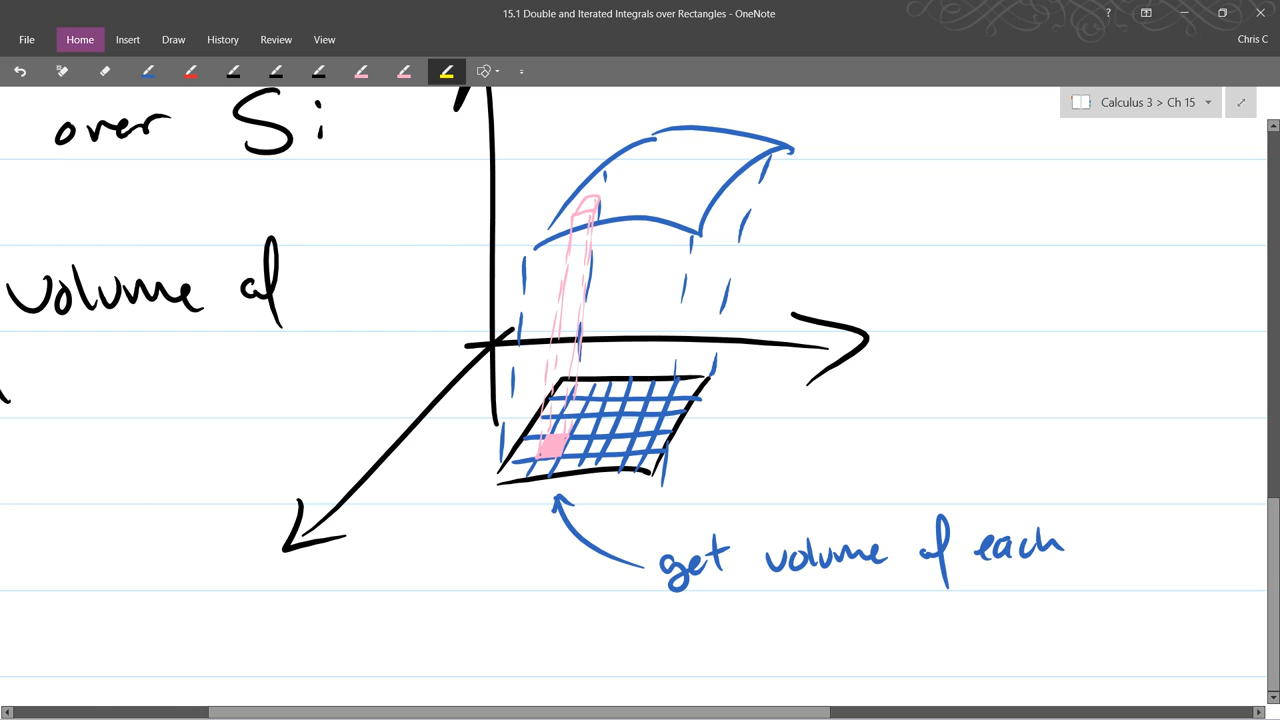 15.1 Double and Iterated Integrals over Rectangles - OneNote
File Home Insert Draw History Review View
Chris C
Calculus 3 > Ch 15
over S:
volume of
get volume of each